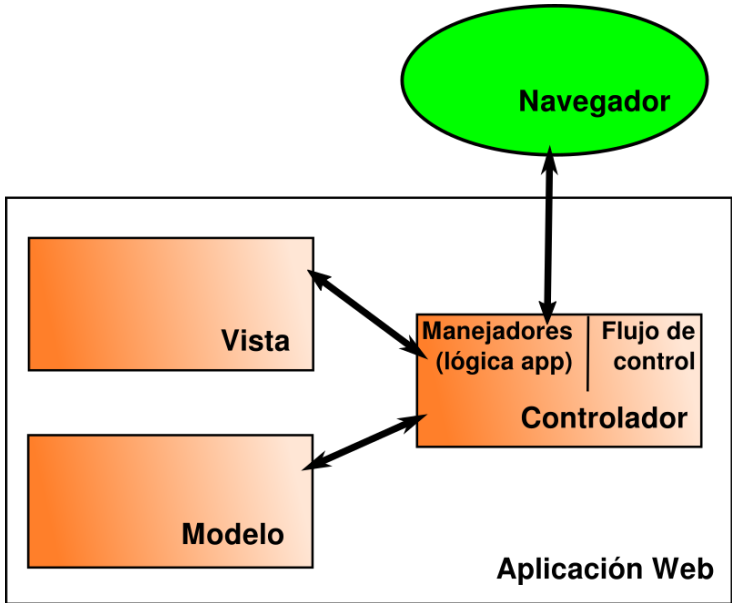 Navegador
Vista
Manejadores
(lógica app)
Flujo de
control
Controlador
Modelo
Aplicación Web